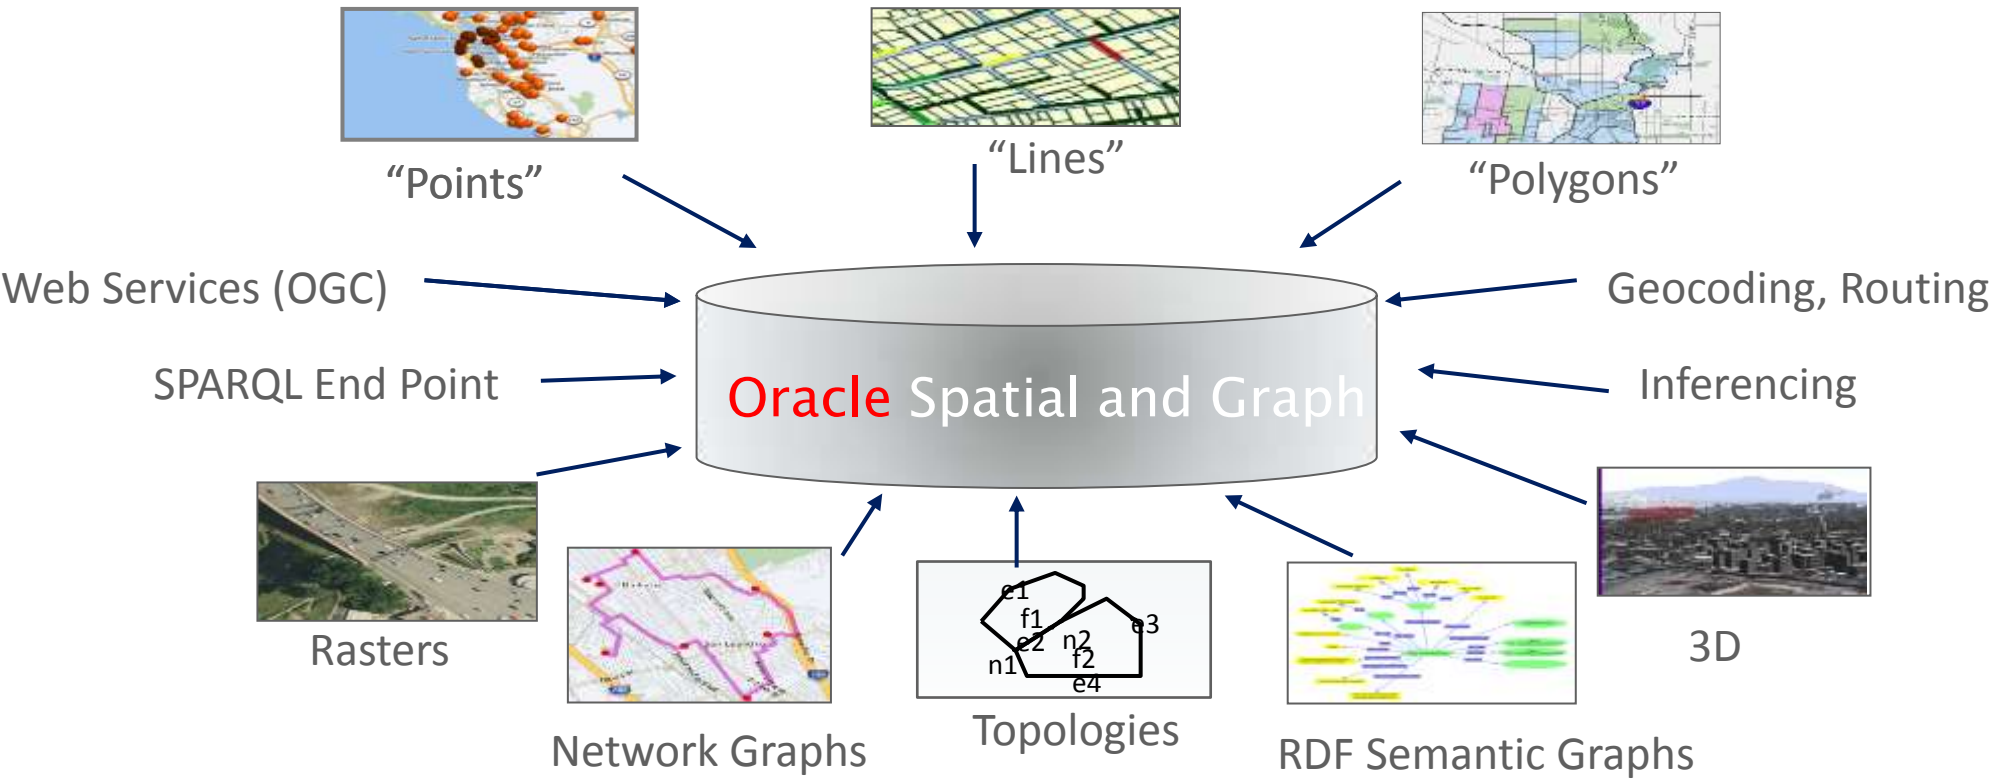 “Points”
“Lines”
“Polygons”
Web Services (OGC)
Geocoding, Routing
SPARQL End Point
Oracle Spatial and Graph
Inferencing
Rasters
e1
f1
e2
n2
e3
n1
f2
e4
3D
Network Graphs
Topologies
RDF Semantic Graphs